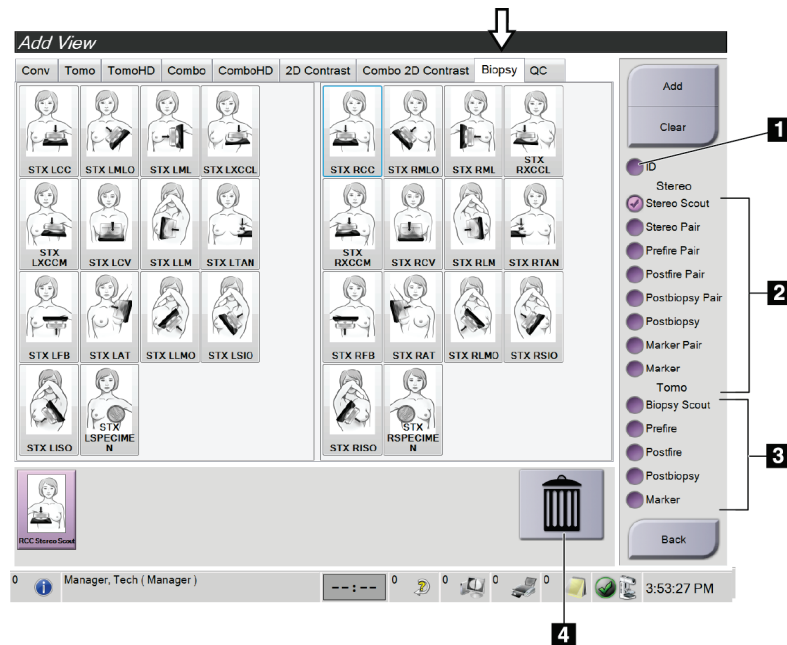 Add View
Conv Tomo TomoHD Combo ComboHD 2D Contrast Combo 2D Contrast Biopsy QC
STX LCC STX LMLO STX LML STX LXCCL
STX RCC STX RMLO STX RML STX
RXCCL
STX
LXCCM STX LCV STX LLM STX LTAN
STX
RXCCM STX RCV STX RLM STX RTAN
STX LFB STX LAT STX LLMO STX LSIO
STX RFB STX RAT STX RLMO STX RSIO
STX LISO STX
LSPECIME
N
STX RISO STX
RSPECIME
N
Add
Clear
1
ID
Stereo
Stereo Scout
Stereo Pair
Prefire Pair
Postfire Pair
Postbiopsy Pair
2
Postbiopsy
Marker Pair
Marker
Tomo
Biopsy Scout
Prefire
Postfire
3
Postbiopsy
Marker
Back
RCC Stereo Scout
0 Manager, Tech ( Manager ) --:-- 0 0 0 0 3:53:27 PM
4